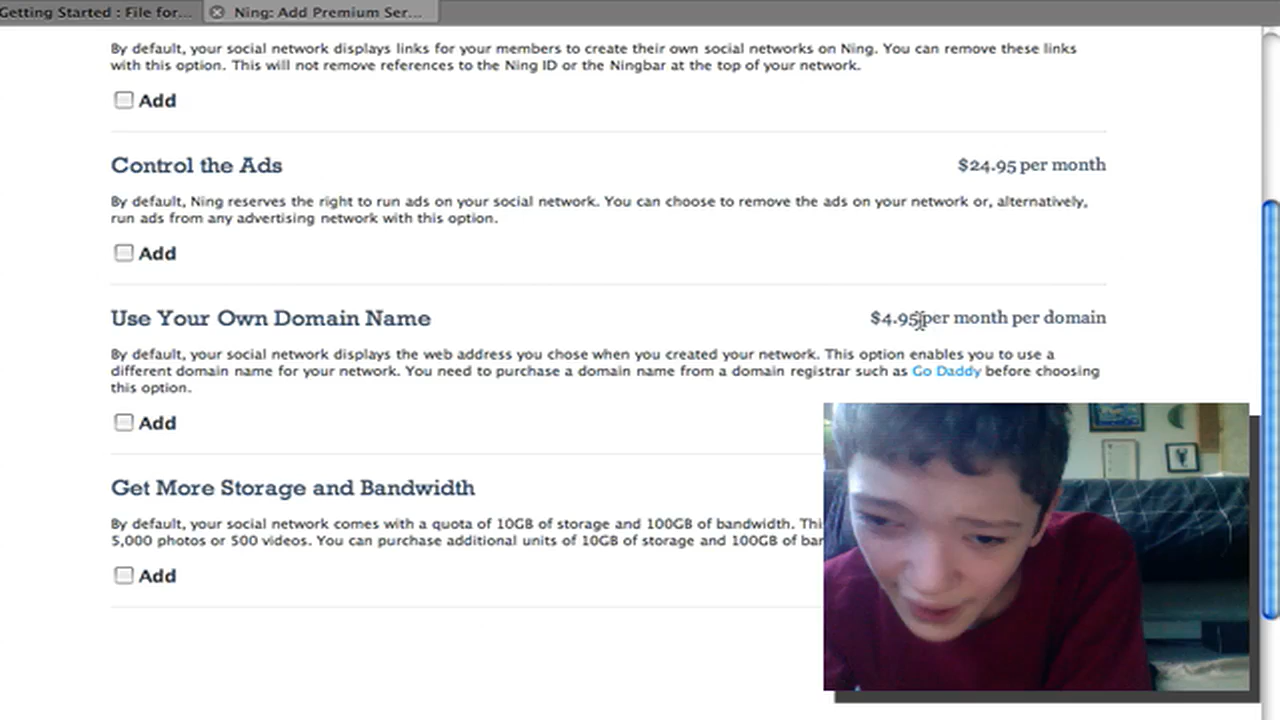 Getting Started : File for...
Ning: Add Premium Ser...
By default, your social network displays links for your members to create their own social networks on Ning. You can remove these links
with this option. This will not remove references to the Ning ID or the Ningbar at the top of your network.
Add
Control the Ads
$24.95 per month
By default, Ning reserves the right to run ads on your social network. You can choose to remove the ads on your network or, alternatively,
run ads from any advertising network with this option.
Add
Use Your Own Domain Name
$4.95 per month per domain
By default, your social network displays the web address you chose when you created your network. This option enables you to use a
different domain name for your network. You need to purchase a domain name from a domain registrar such as Go Daddy before choosing
this option.
Add
Get More Storage and Bandwidth
By default, your social network comes with a quota of 10GB of storage and 100GB of bandwidth.
5,000 photos or 500 videos. You can purchase additional units of 10GB of storage and 100GB of
Add